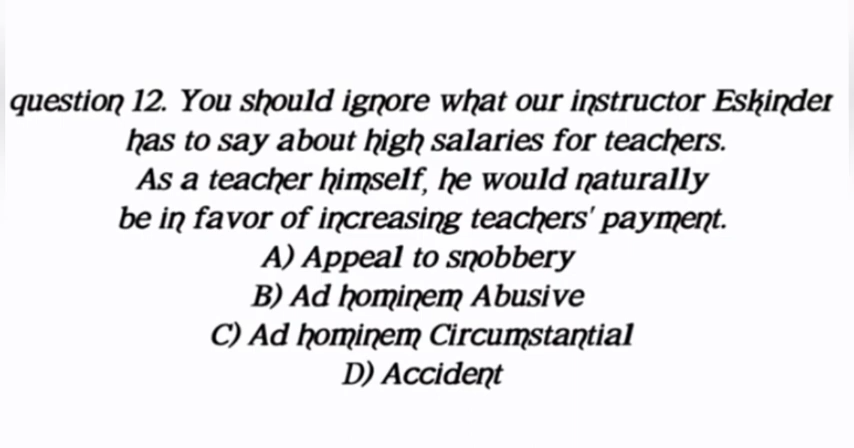 question 12. You should ignore what our instructor Eskinder
has to say about high salaries for teachers.
As a teacher himself, he would naturally
be in favor of increasing teachers' payment.
A) Appeal to snobbery
B) Ad hominem Abusive
C) Ad hominem Circumstantial
D) Accident